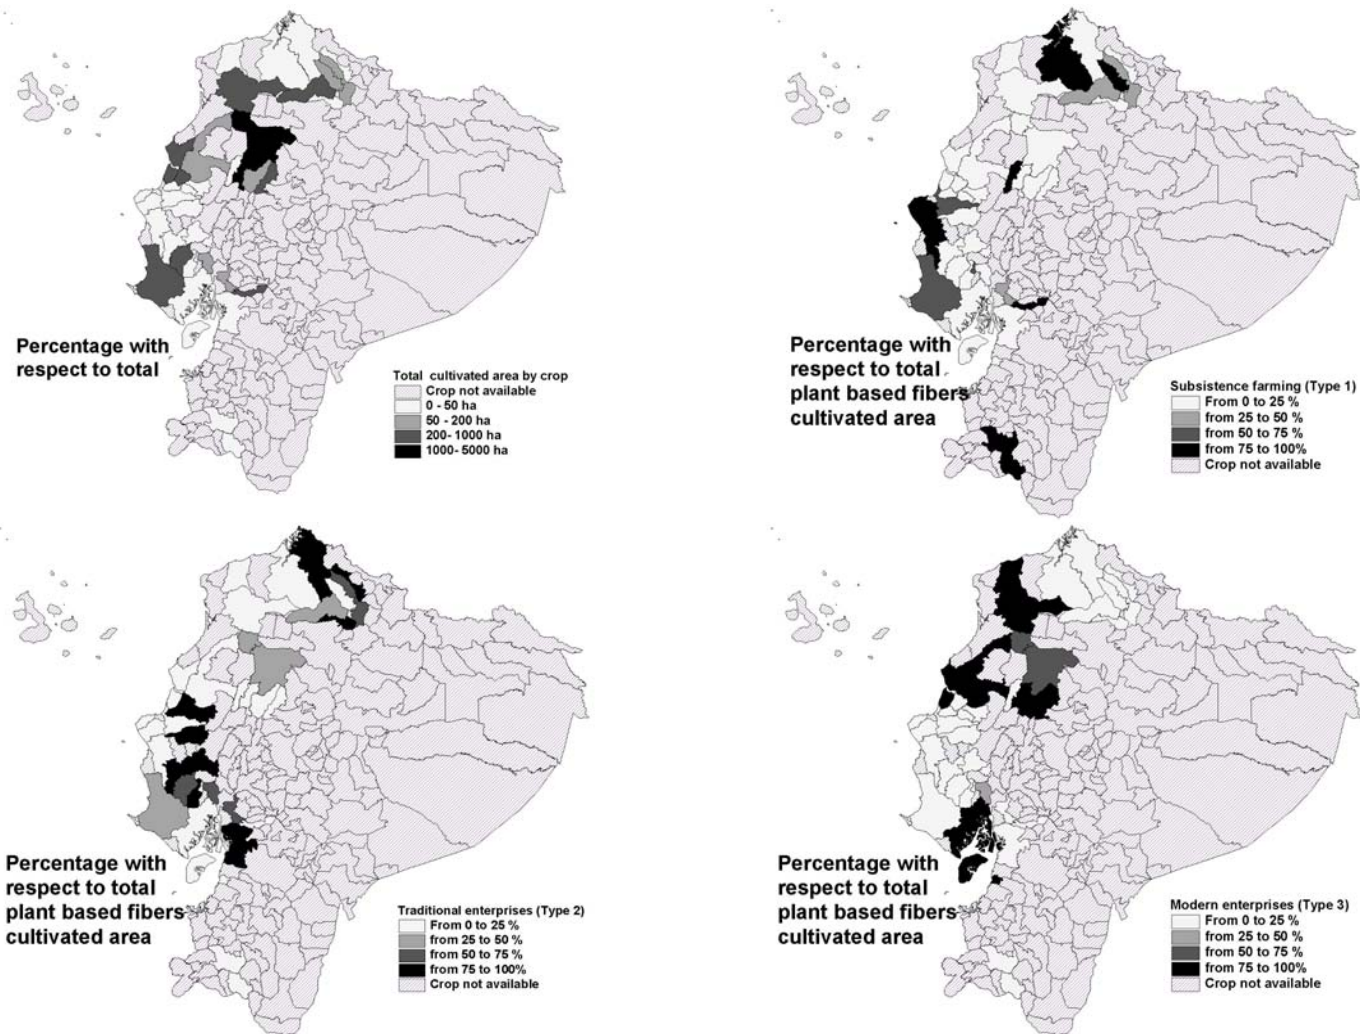 Percentage with
respect to total
Total cultivated area by crop
Crop not available
0 - 50 ha
50 - 200 ha
200- 1000 ha
1000- 5000 ha
Percentage with
respect to total
plant based fibers
cultivated area
Subsistence farming (Type 1)
From 0 to 25 %
from 25 to 50 %
from 50 to 75 %
from 75 to 100%
Crop not available
Percentage with
respect to total
plant based fibers
cultivated area
Traditional enterprises (Type 2)
From 0 to 25 %
from 25 to 50 %
from 50 to 75 %
from 75 to 100%
Crop not available
Percentage with
respect to total
plant based fibers
cultivated area
Modern enterprises (Type 3)
From 0 to 25 %
from 25 to 50 %
from 50 to 75 %
from 75 to 100%
Crop not available